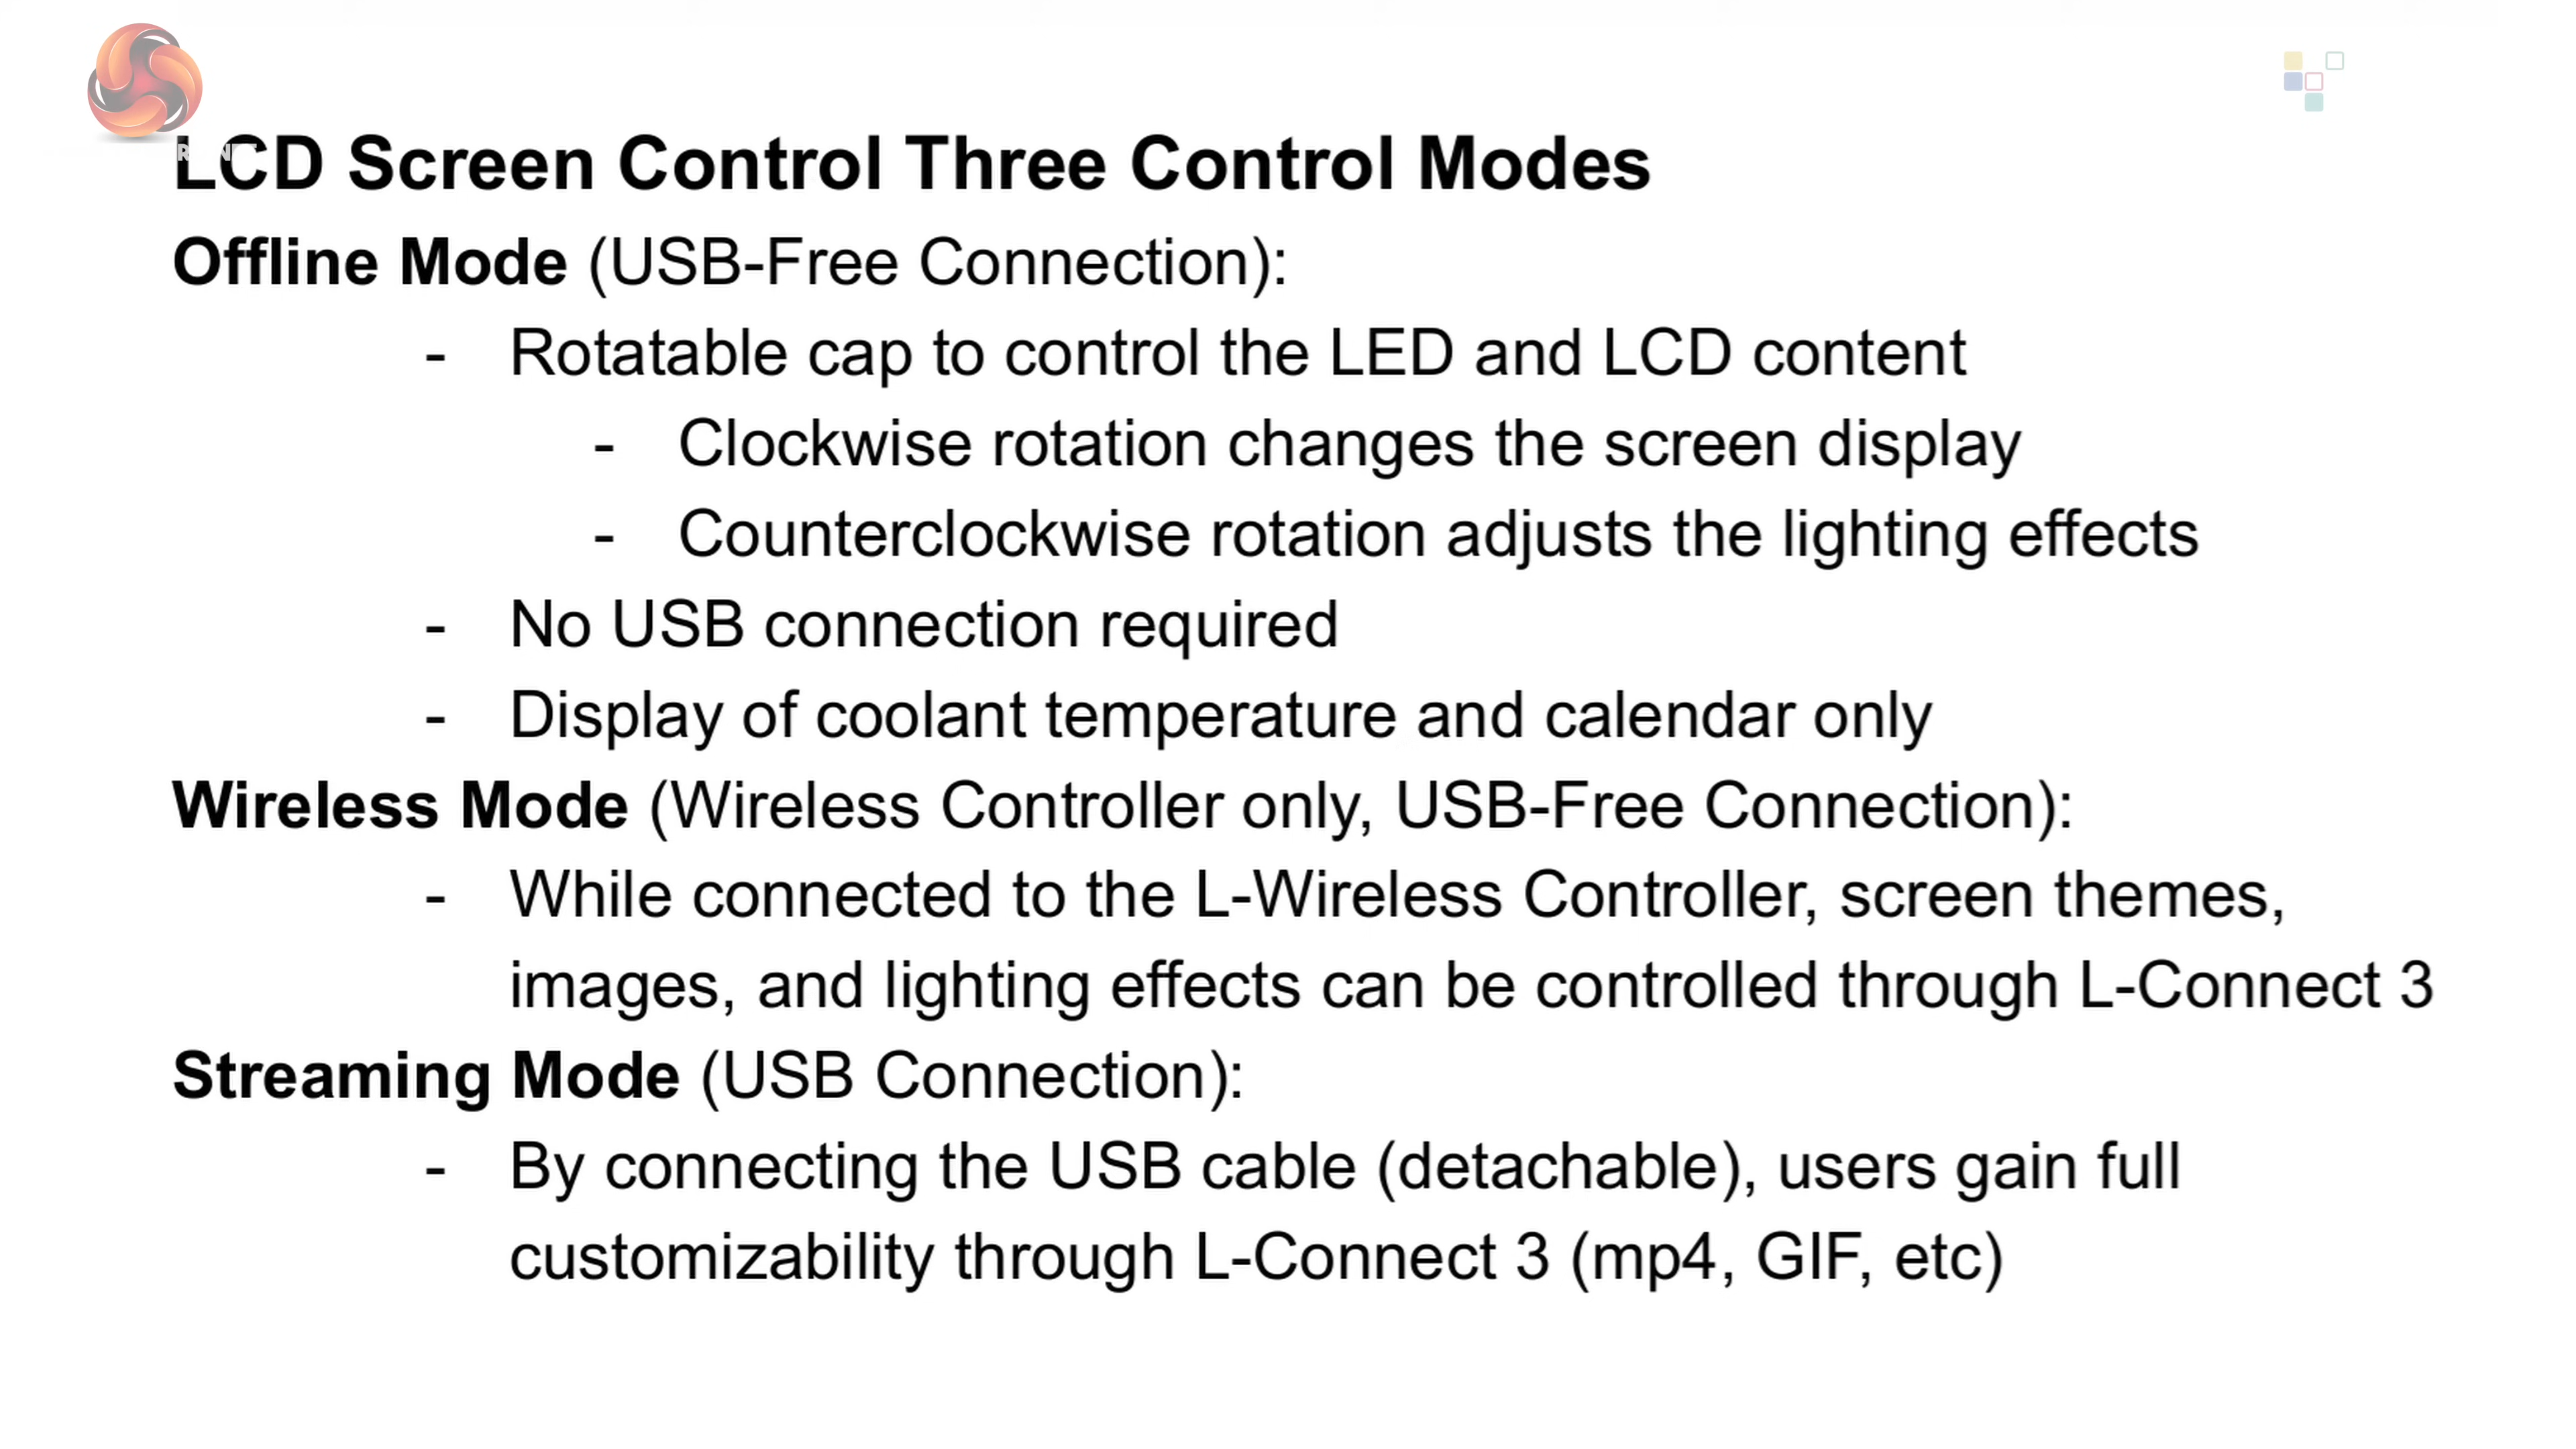 LCD Screen Control Three Control Modes
Offline Mode (USB-Free Connection):
- Rotatable cap to control the LED and LCD content
- Clockwise rotation changes the screen display
- Counterclockwise rotation adjusts the lighting effects
- No USB connection required
- Display of coolant temperature and calendar only
Wireless Mode (Wireless Controller only, USB-Free Connection):
- While connected to the L-Wireless Controller, screen themes,
images, and lighting effects can be controlled through L-Connect 3
Streaming Mode (USB Connection):
- By connecting the USB cable (detachable), users gain full
customizability through L-Connect 3 (mp4, GIF, etc)